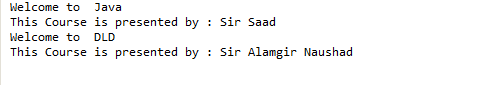 Welcome to  Java
This Course is presented by : Sir Saad
Welcome to  DLD
This Course is presented by : Sir Alamgir Naushad